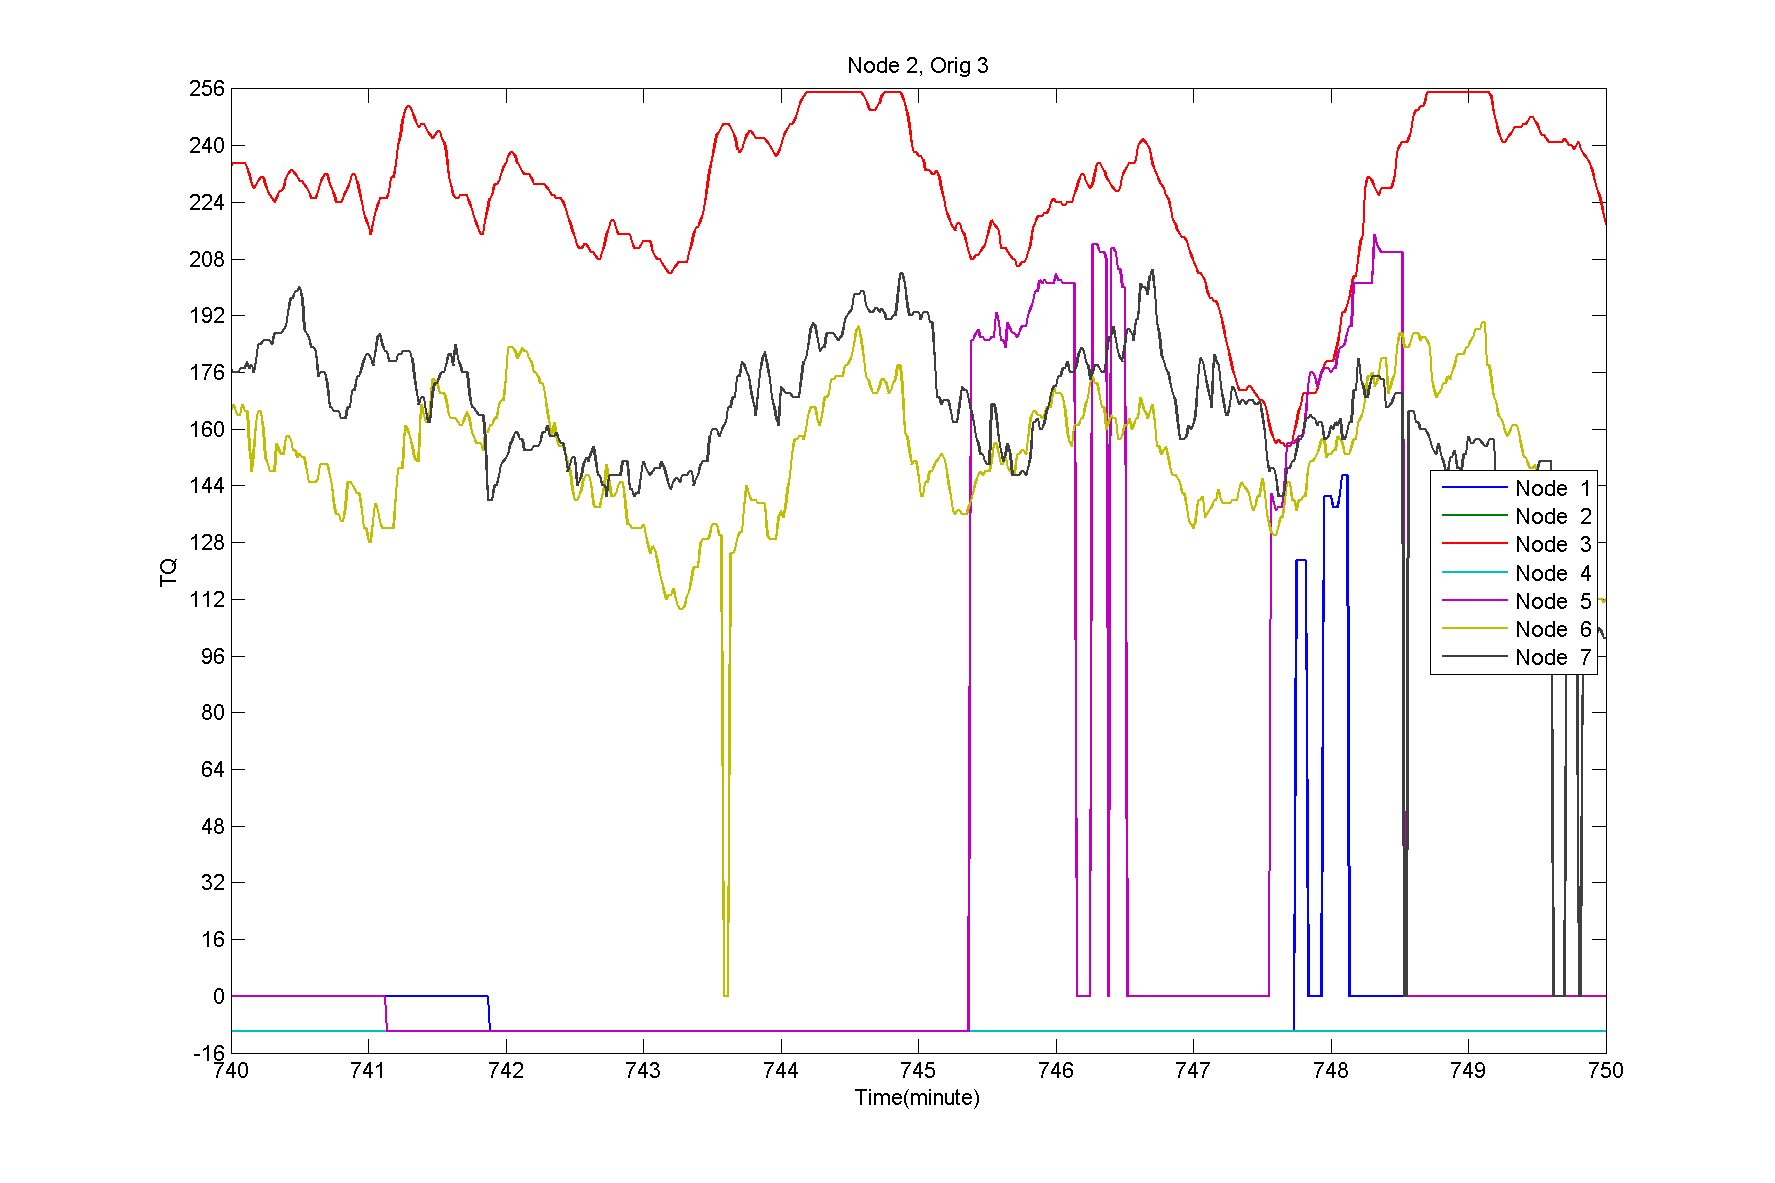 Node 2, Orig 3
256
240
224
208
192
176
160
144
128
112
96
80
64
48
32
16
0
-16
TQ
740 741 742 743 744 745 746 747 748 749 750
Time(minute)
Node 1
Node 2
Node 3
Node 4
Node 5
Node 6
Node 7